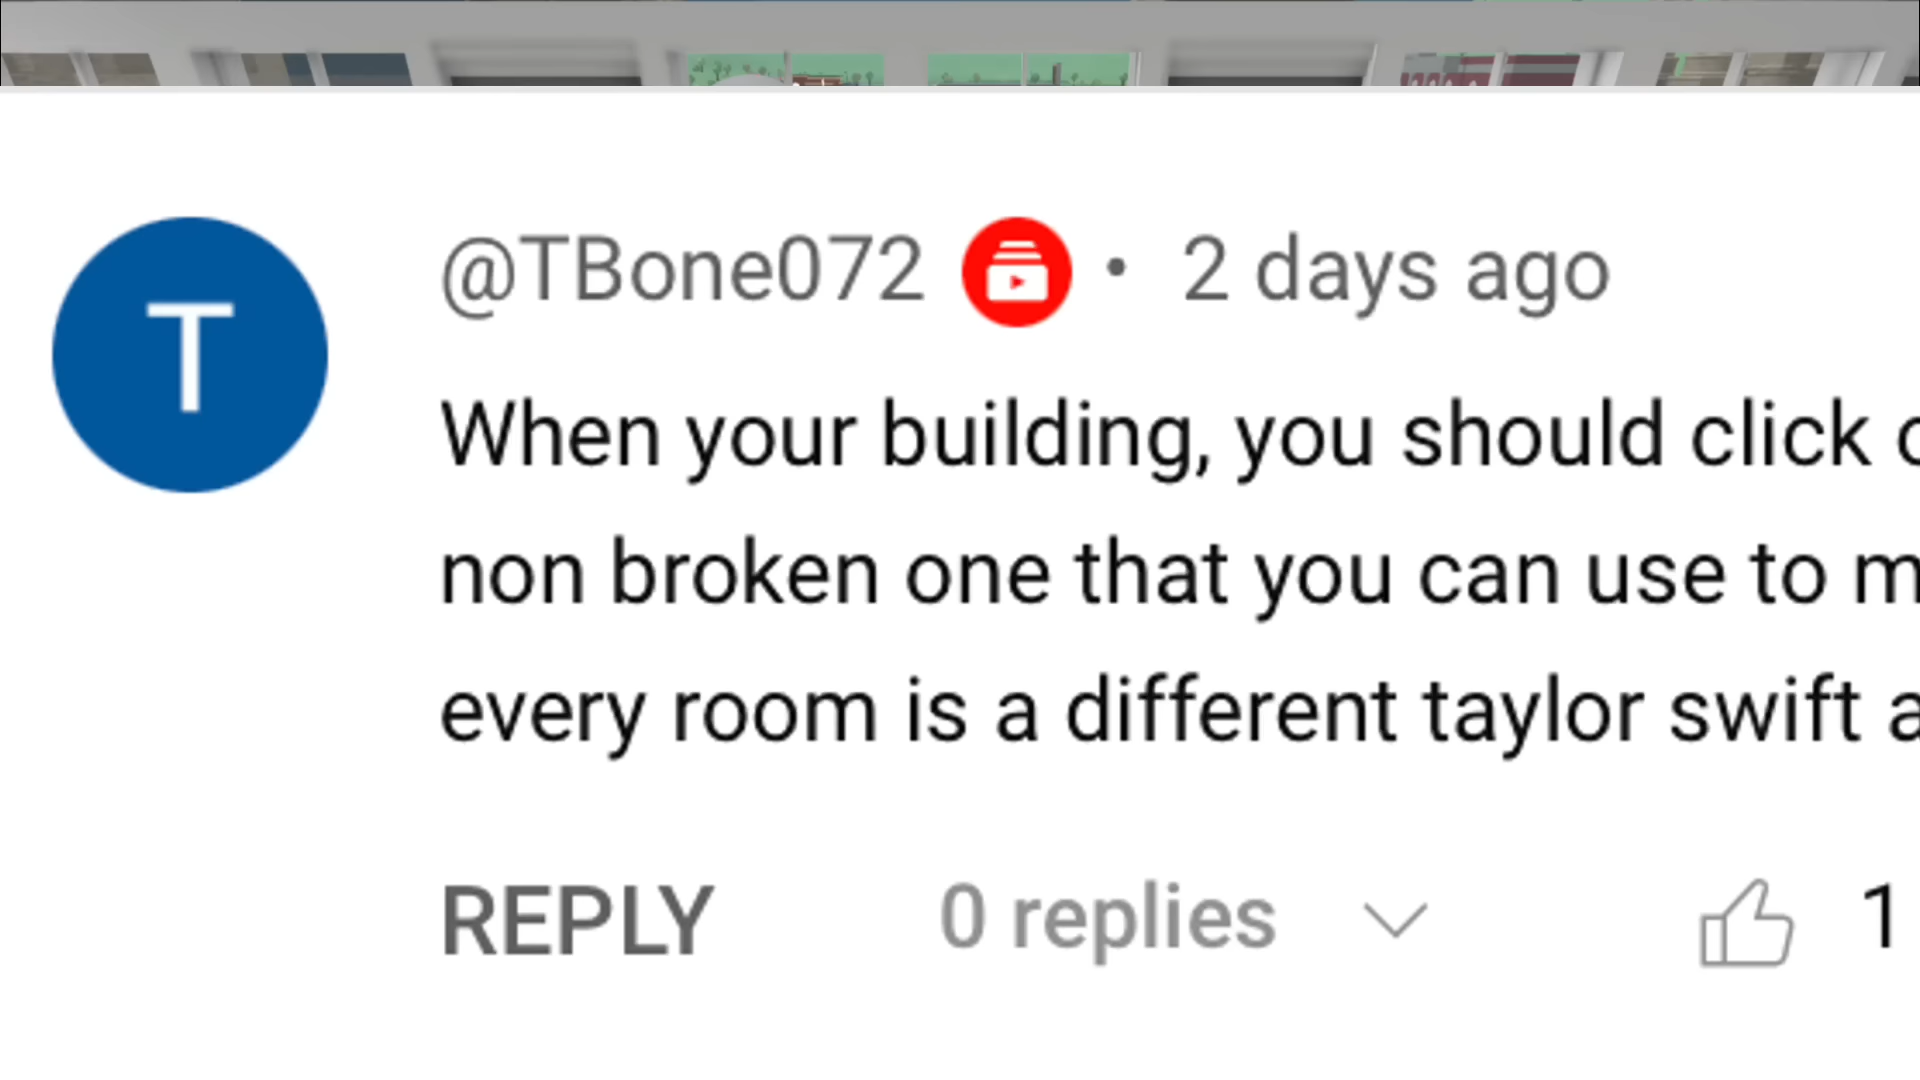 T
@TBone072 • 2 days ago
When your building, you should click
non broken one that you can use to
every room is a different taylor swift
REPLY 0 replies 1